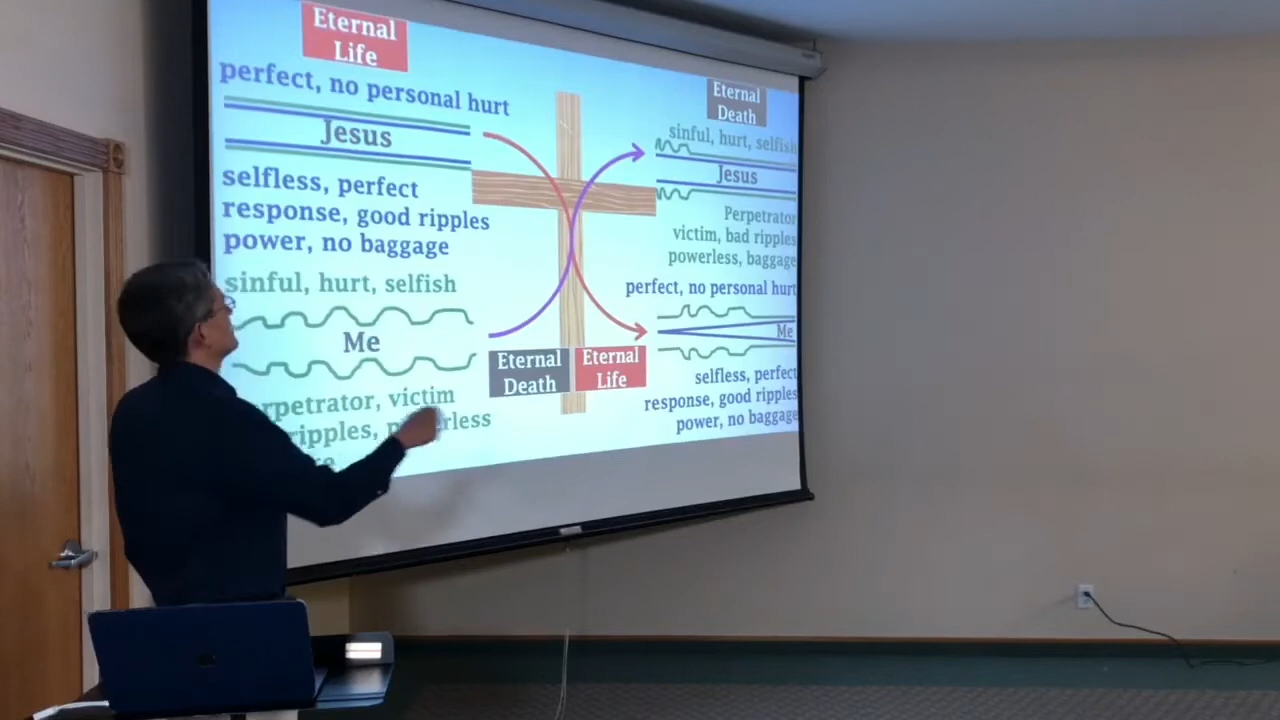 Eternal
Life
perfect, no personal hurt
Jesus
selfless, perfect
response, good ripples
power, no baggage
sinful, hurt, selfish
Me
victim
ripples,
Eternal
Death
Eternal
Life
Eternal
Death
sinful, hurt, selfish
Jesus
Perpetrator
victim, bad ripples
powerless, baggage
perfect, no personal hurt
Me
selfless, perfect
response, good ripples
power, no baggage